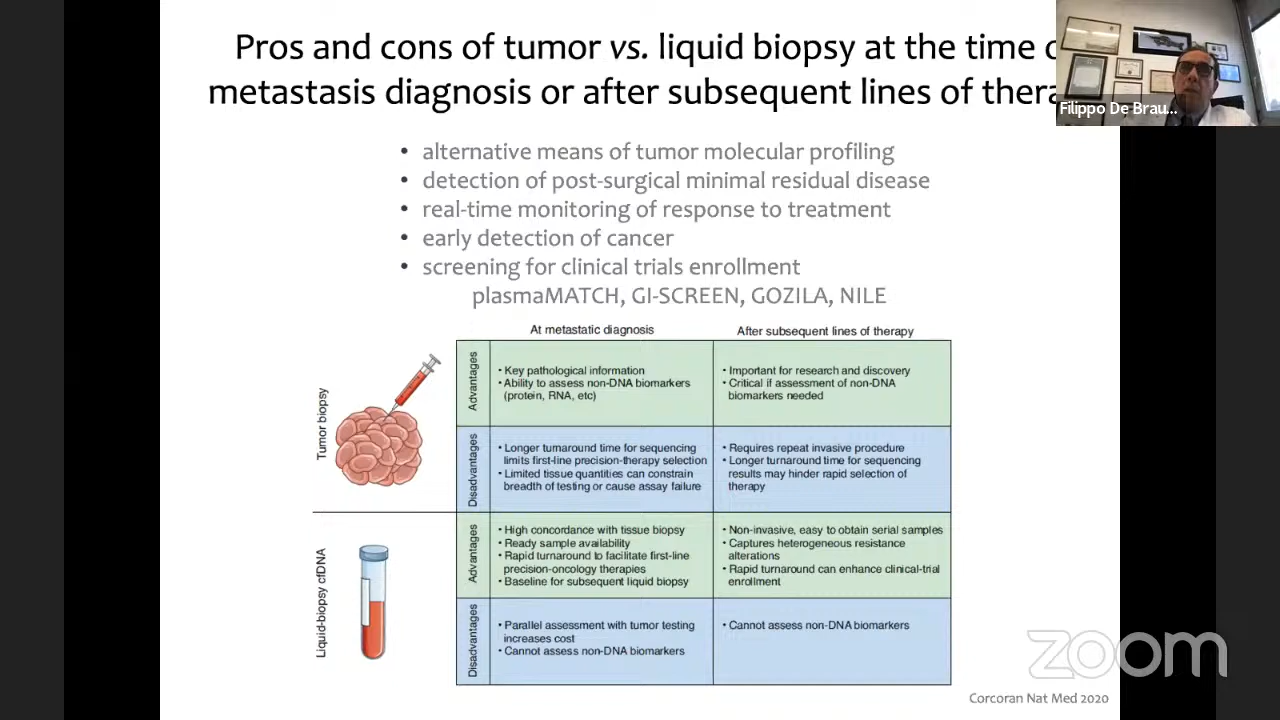 Pros and cons of tumor vs. liquid biopsy at the time
metastasis diagnosis or after subsequent lines of
Filippo De Brau...
• alternative means of tumor molecular profiling
• detection of post-surgical minimal residual disease
• real-time monitoring of response to treatment
• early detection of cancer
• screening for clinical trials enrollment
plasmaMATCH, GI-SCREEN, GOZILA, NILE
At metastatic diagnosis
After subsequent lines of therapy
Tumor biopsy
Advantages
• Key pathological information
• Ability to assess non-DNA biomarkers
(protein, RNA, etc)
• Important for research and discovery
• Critical if assessment of non-DNA
biomarkers needed
Disadvantages
• Longer turnaround time for sequencing
limits first-line precision-therapy selection
• Limited tissue quantities can constrain
breadth of testing or cause assay failure
• Requires repeat invasive procedure
• Longer turnaround time for sequencing
results may hinder rapid selection of
therapy
Liquid-biopsy cfDNA
Advantages
• High concordance with tissue biopsy
• Ready sample availability
• Rapid turnaround to facilitate first-line
precision-oncology therapies
• Baseline for subsequent liquid biopsy
• Non-invasive, easy to obtain serial samples
• Captures heterogeneous resistance
alterations
• Rapid turnaround can enhance clinical-trial
enrollment
Disadvantages
• Parallel assessment with tumor testing
increases cost
• Cannot assess non-DNA biomarkers
• Cannot assess non-DNA biomarkers
zoom
Corcoran Nat Med 2020